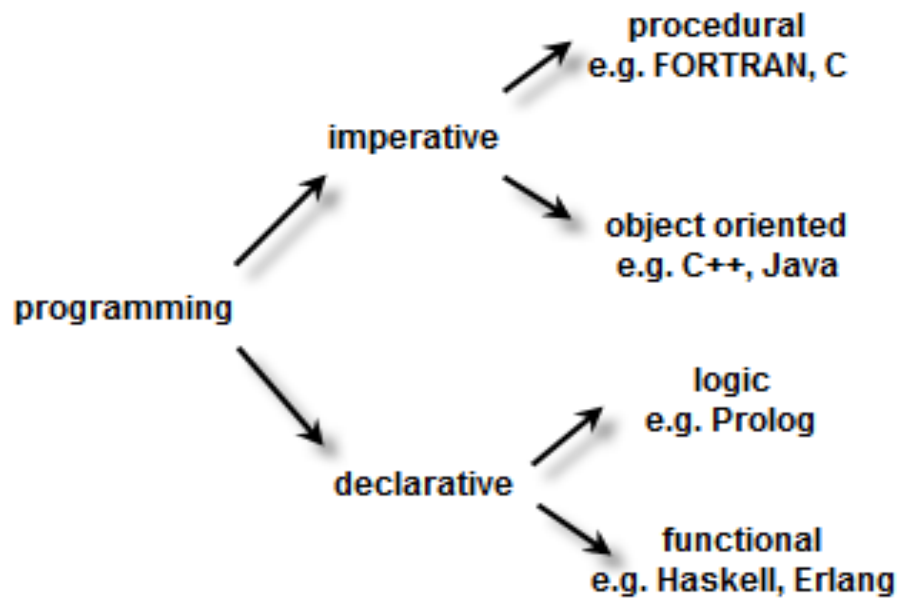 procedural
e.g. FORTRAN, C
imperative
object oriented
e.g. C++, Java
programming
logic
e.g. Prolog
declarative
functional
e.g. Haskell, Erlang